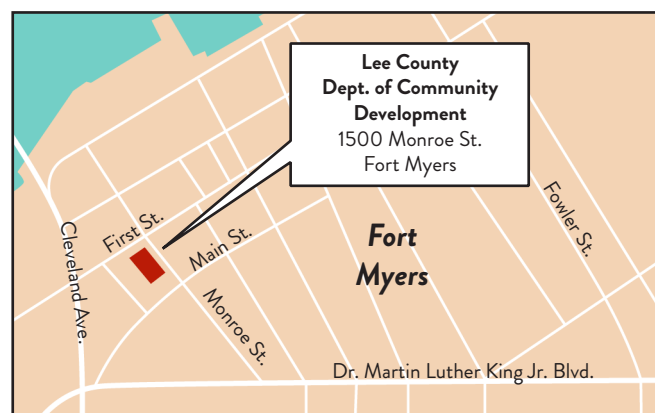 Lee County
Dept. of Community
Development
1500 Monroe St.
Fort Myers
Fowler St.
First St.
Main St.
Cleveland Ave.
Fort
Myers
Monroe St.
Dr. Martin Luther King Jr. Blvd.